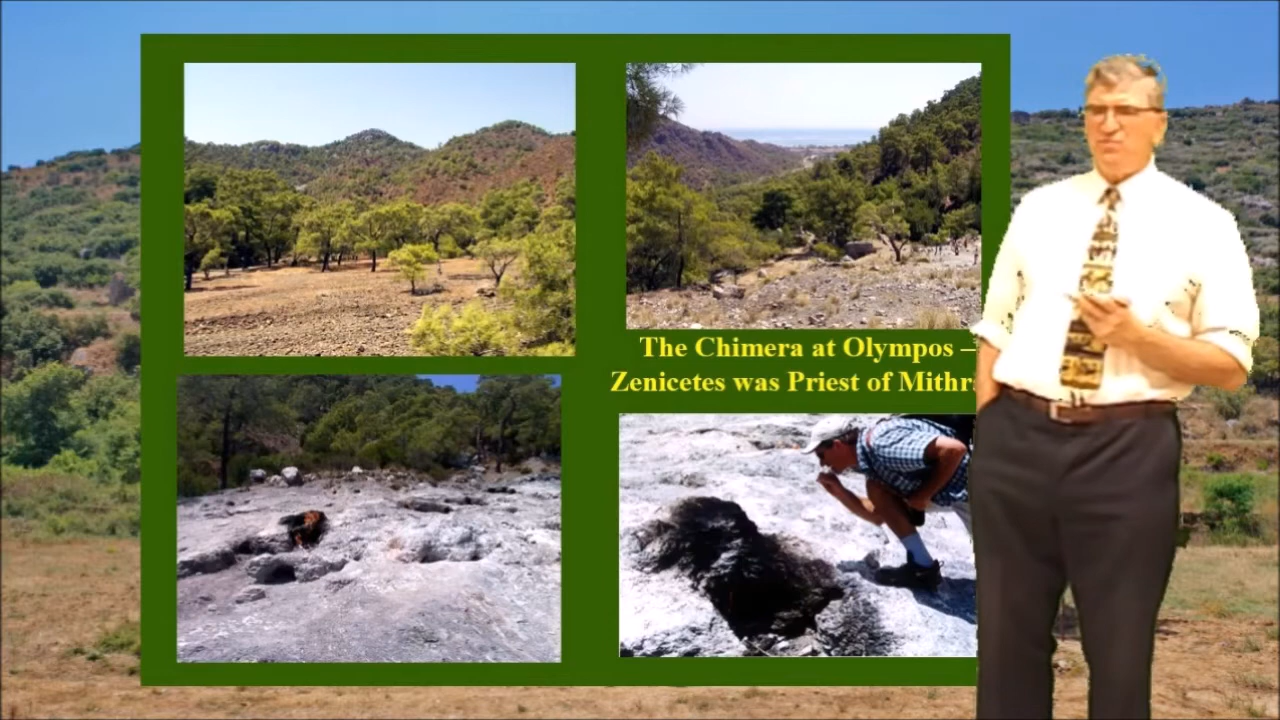 The Chimera at Olympos –
Zenicetes was Priest of Mithr